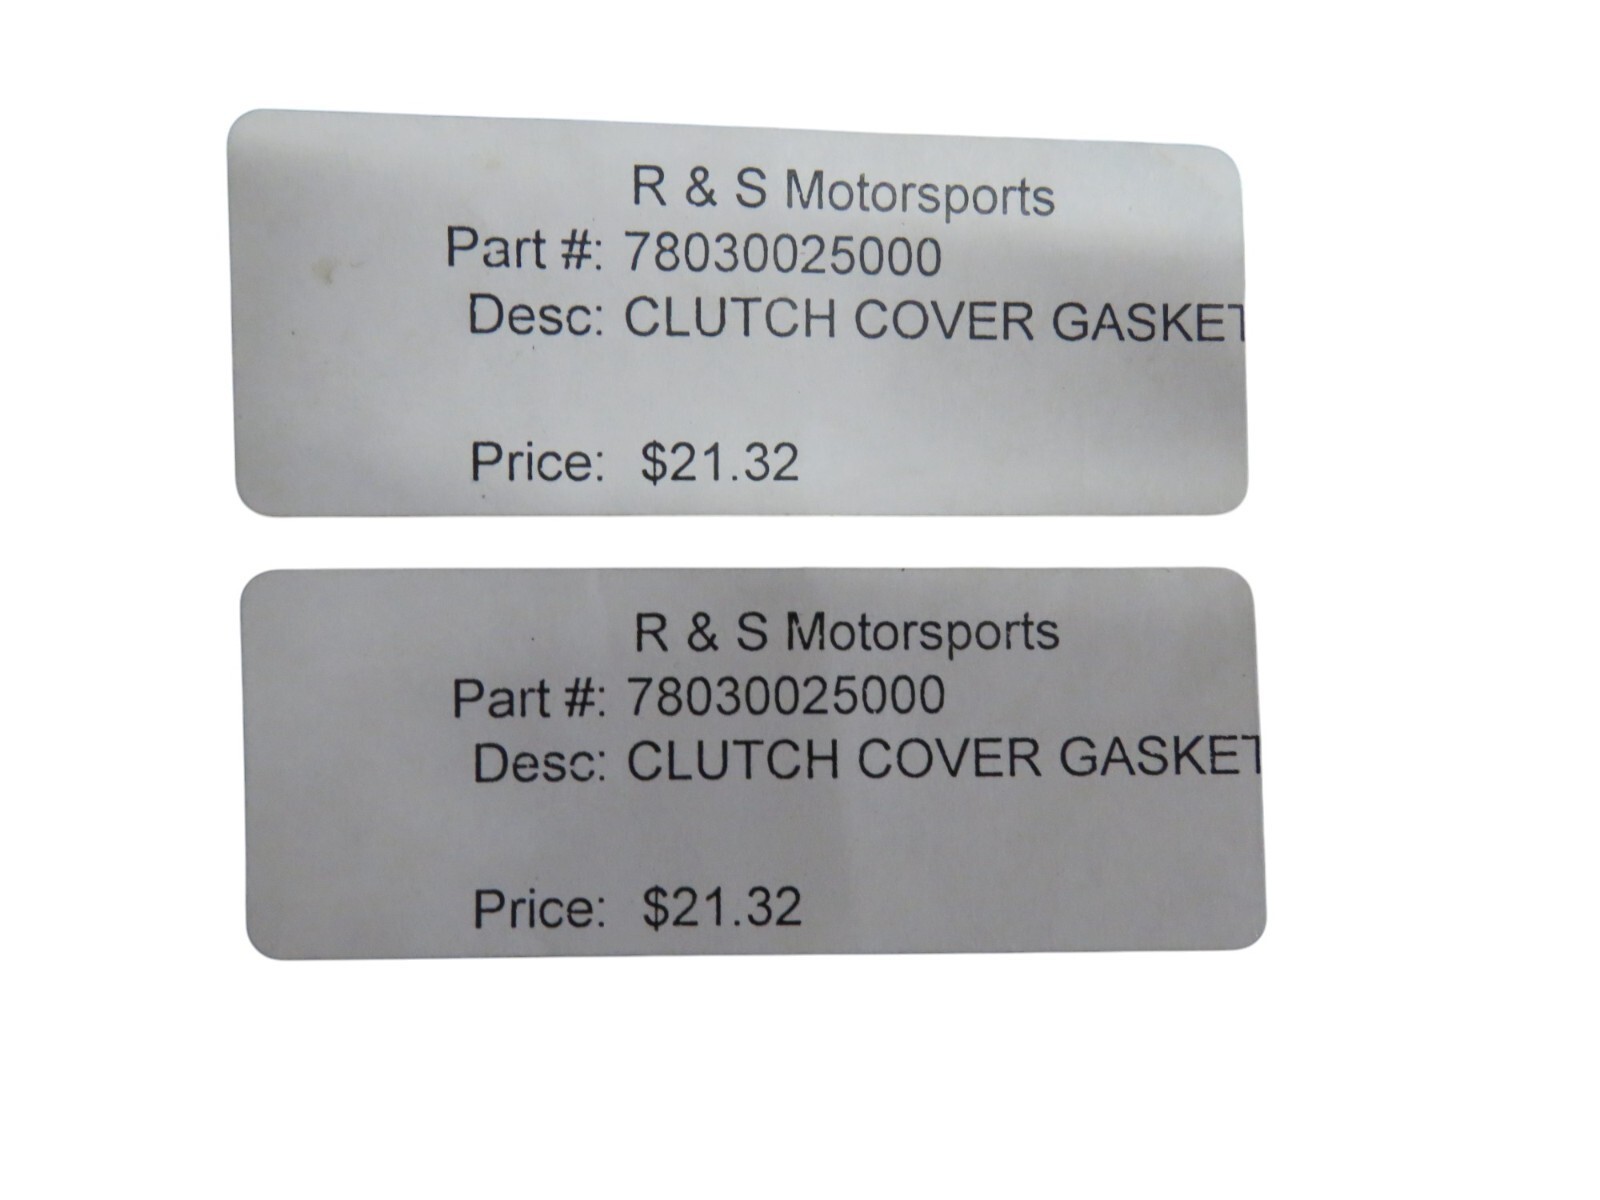 R & S Motorsports
Part #: 78030025000
Desc: CLUTCH COVER GASKET
Price: $21.32
R & S Motorsports
Part #: 78030025000
Desc: CLUTCH COVER GASKET
Price: $21.32